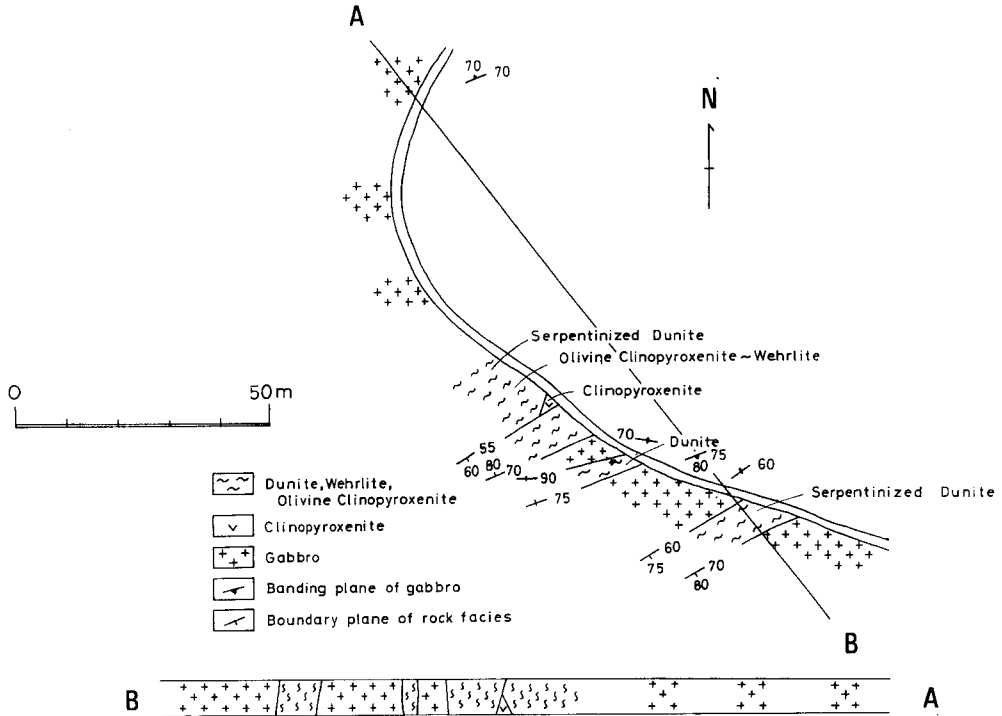 A
70 70
N
Serpentinized Dunite
Olivine Clinopyroxenite~Wehrlite
Clinopyroxenite
0 50m
70 Dunite
55 75
60 80 70 90 80 60
75 Serpentinized Dunite
Dunite, Wehrlite,
Olivine Clinopyroxenite
Clinopyroxenite
60
75 70
80
Gabbro
Banding plane of gabbro
Boundary plane of rock facies
B
B A